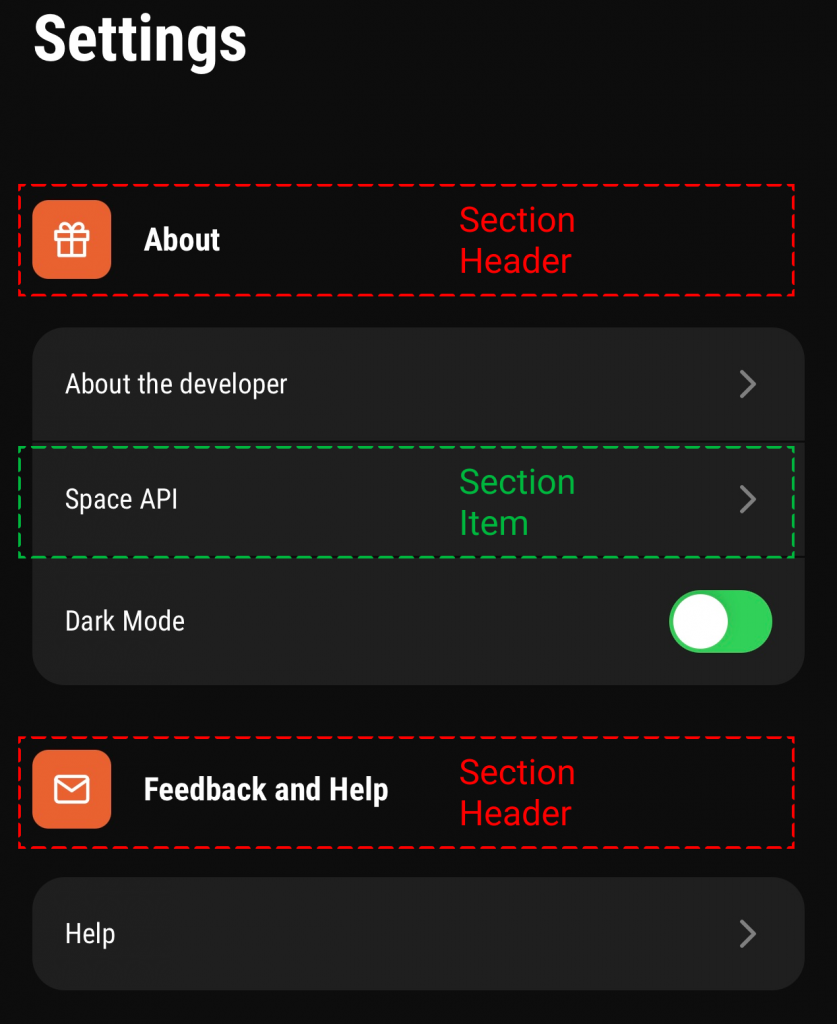 Settings
About
Section
Header
About the developer
Space API
Section
Item
Dark Mode
Feedback and Help
Section
Header
Help